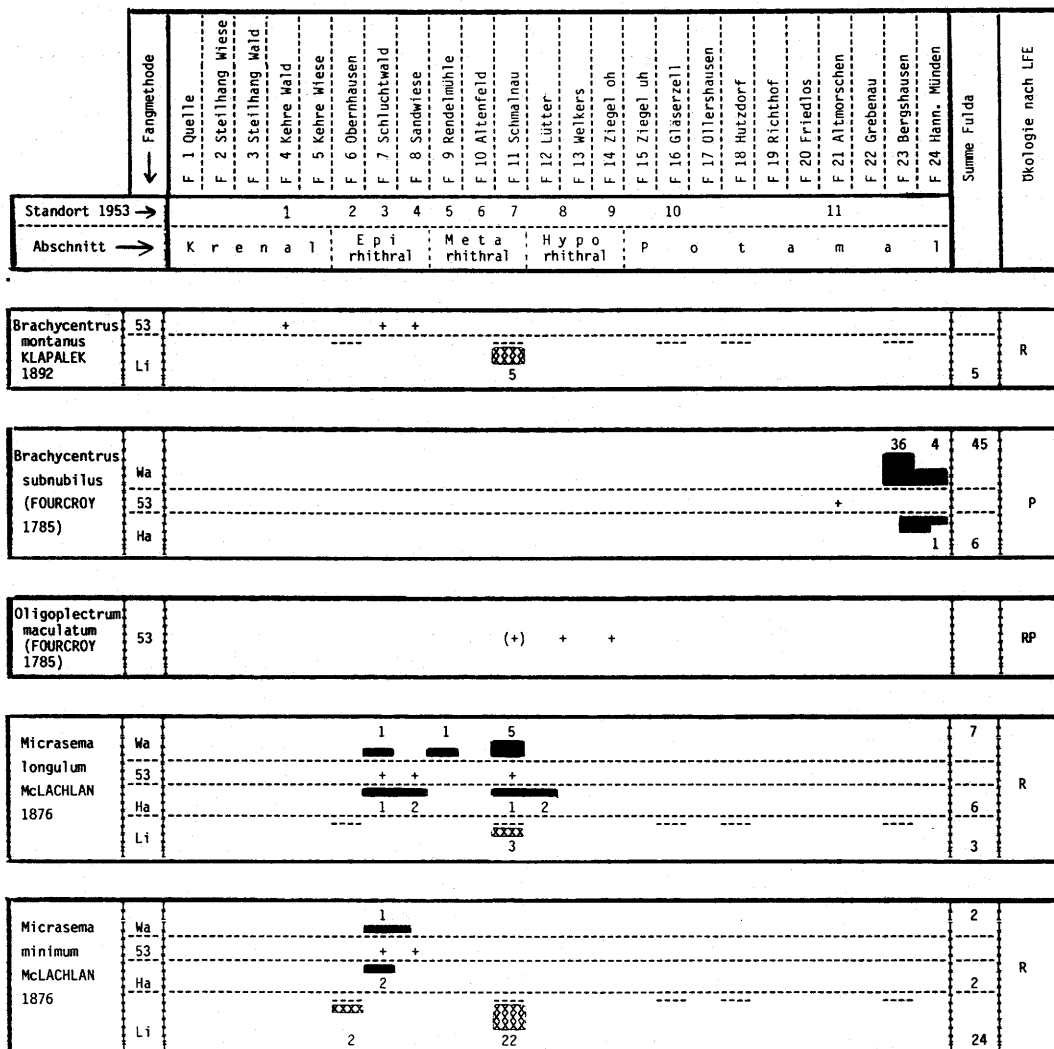 Fangmethode
F 1 Quelle
F 2 Steilhang Wiese
F 3 Steilhang Wald
F 4 Kehre Wald
F 5 Kehre Wiese
F 6 Obernhausen
F 7 Schluchtwald
F 8 Sandwiese
F 9 Rendelmühle
F 10 Altenfeld
F 11 Schmalnau
F 12 Lütter
F 13 Welkers
F 14 Ziegel oh
F 15 Ziegel uh
F 16 Gläserzell
F 17 Ollershausen
F 18 Hutzdorf
F 19 Richthof
F 20 Friedlos
F 21 Altmorschen
F 22 Grebenau
F 23 Bergshausen
F 24 Hann. Münden
Summe Fulda
Ökologie nach LFE
Standort 1953 → 1 2 3 4 5 6 7 8 9 10 11
Abschnitt → K r e n a l E p i M e t a H y p o P o t a m a l
rhithral rhithral rhithral
Brachycentrus 53 + + +
montanus
KLAPALEK R
1892 Li 5 5
Brachycentrus 36 4 45
subnubilus Wa
(FOURCROY 53 + P
1785) Ha 1 6
Oligoplectrum
maculatum 53 (+) + + RP
(FOURCROY
1785)
Micrasema Wa 1 1 5 7
longulum 53 + + +
McLACHLAN R
1876 Ha 1 2 1 2 6
Li 3 3
Micrasema Wa 1 2
minimum 53 + +
McLACHLAN R
1876 Ha 2 2
Li 2 22 24